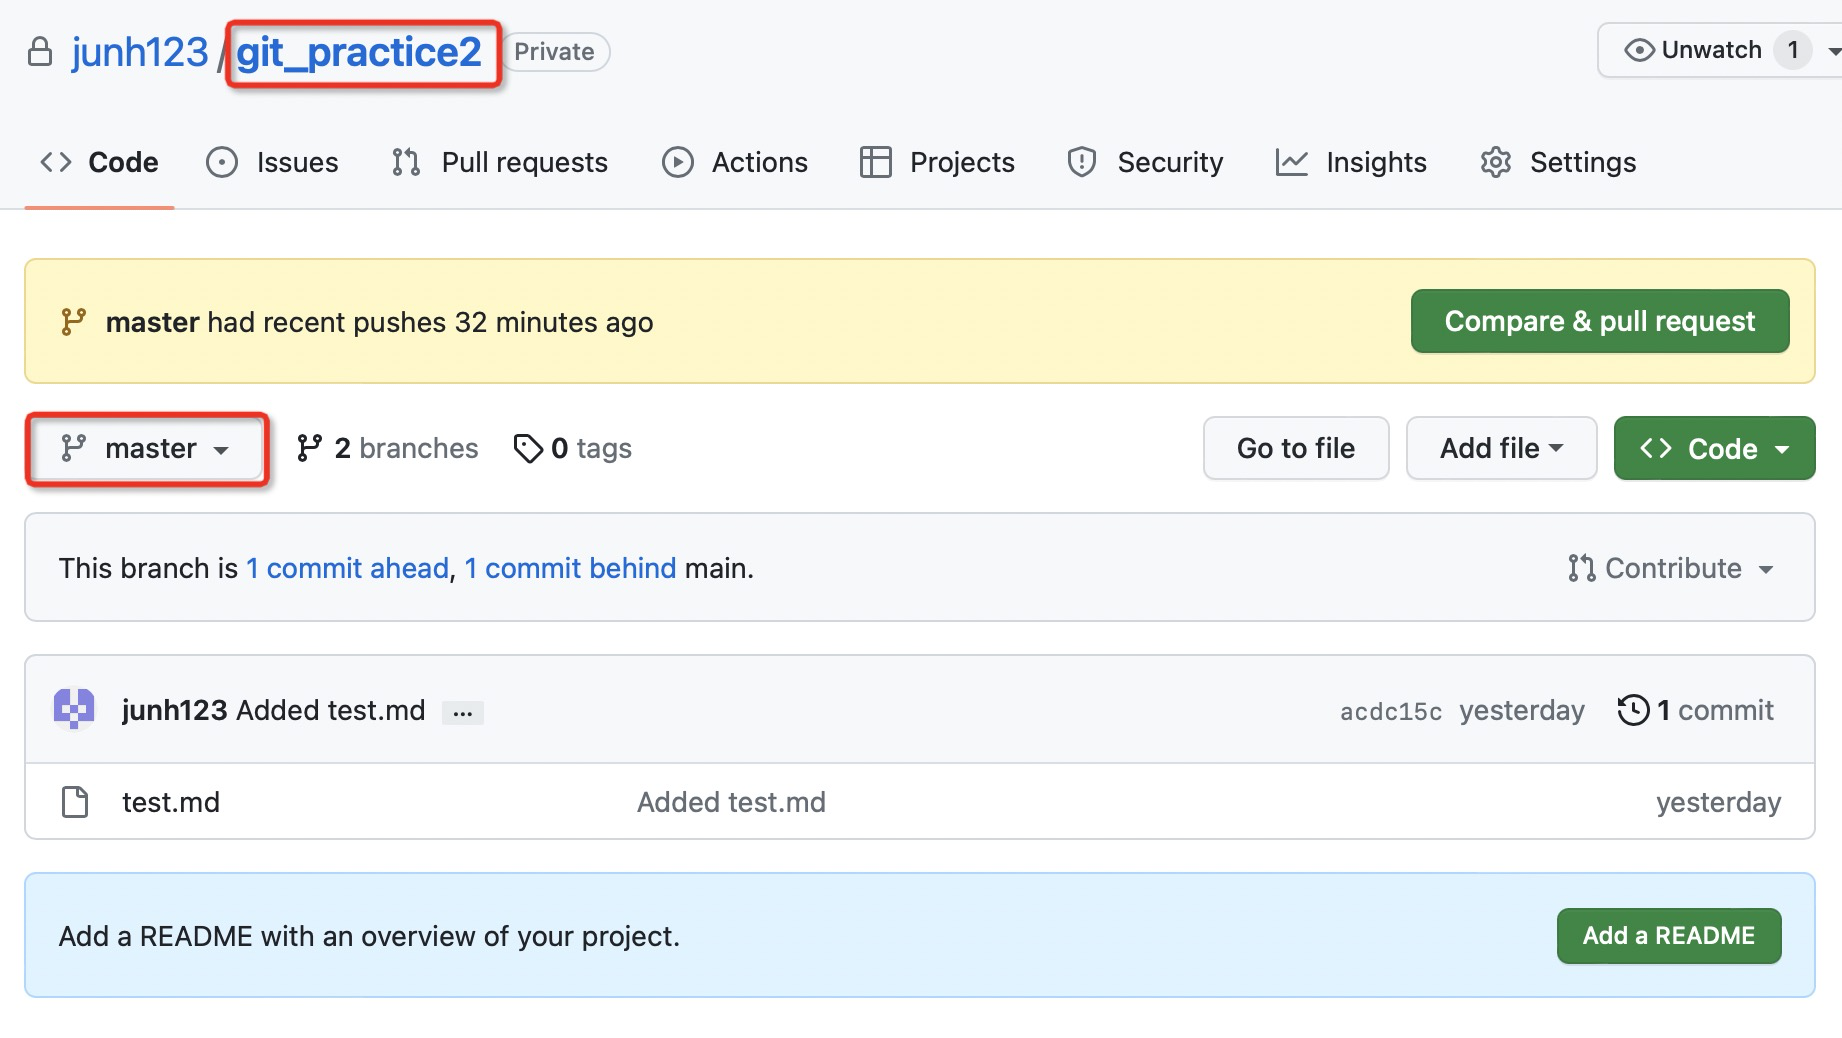 junh123 / git_practice2 Private Unwatch 1
Code Issues Pull requests Actions Projects Security Insights Settings
master had recent pushes 32 minutes ago Compare & pull request
master 2 branches 0 tags Go to file Add file Code
This branch is 1 commit ahead, 1 commit behind main. Contribute
junh123 Added test.md ... acdc15c yesterday 1 commit
test.md Added test.md yesterday
Add a README with an overview of your project. Add a README